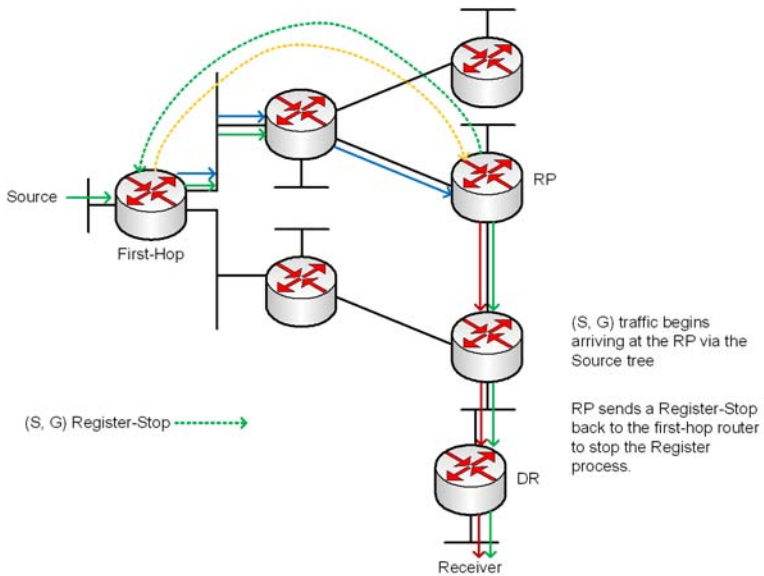 RP
Source
First-Hop
(S, G) traffic begins
arriving at the RP via the
Source tree
(S, G) Register-Stop
RP sends a Register-Stop
back to the first-hop router
to stop the Register
process.
DR
Receiver